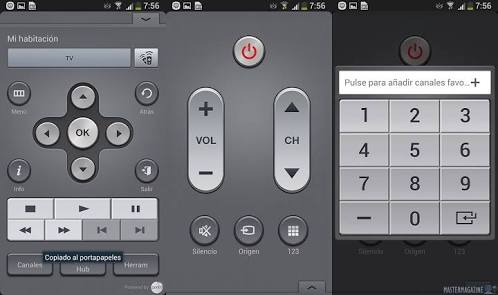 7:56
Mi habitación
TV
Menú
Atras
OK
Info
Salir
Copiado al portapapeles
Canales
Hub
Herram
Powered by
7:56
VOL
CH
Silencio
Origen
123
7:56
Pulse para añadir canales favo...
1 2 3
4 5 6
7 8 9
0
Silencio Origen 123
MASTERMAGAZINE